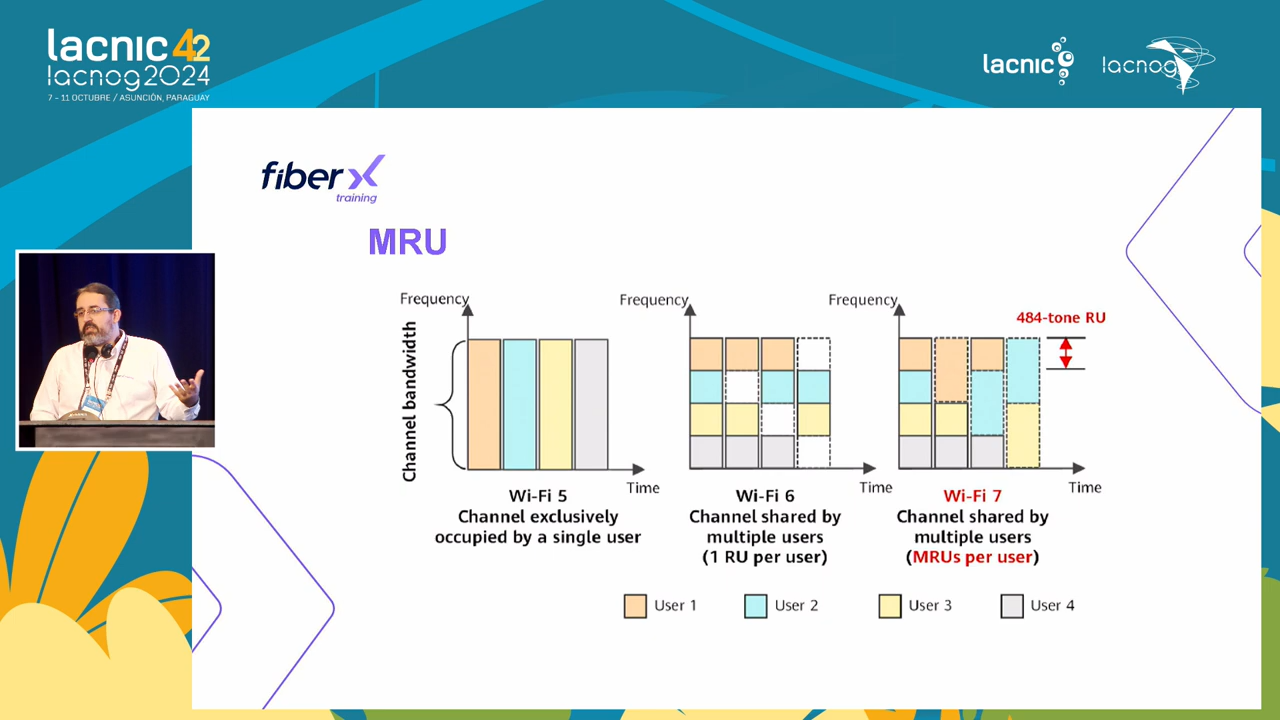 lacnic 42
lacnog2024
7 - 11 OCTUBRE / ASUNCIÓN, PARAGUAY
lacnic
lacnog
fiberx
training
MRU
Frequency
Channel bandwidth
Time
Wi-Fi 5
Channel exclusively
occupied by a single user
Frequency
Time
Wi-Fi 6
Channel shared by
multiple users
(1 RU per user)
Frequency
484-tone RU
Time
Wi-Fi 7
Channel shared by
multiple users
(MRUs per user)
User 1
User 2
User 3
User 4